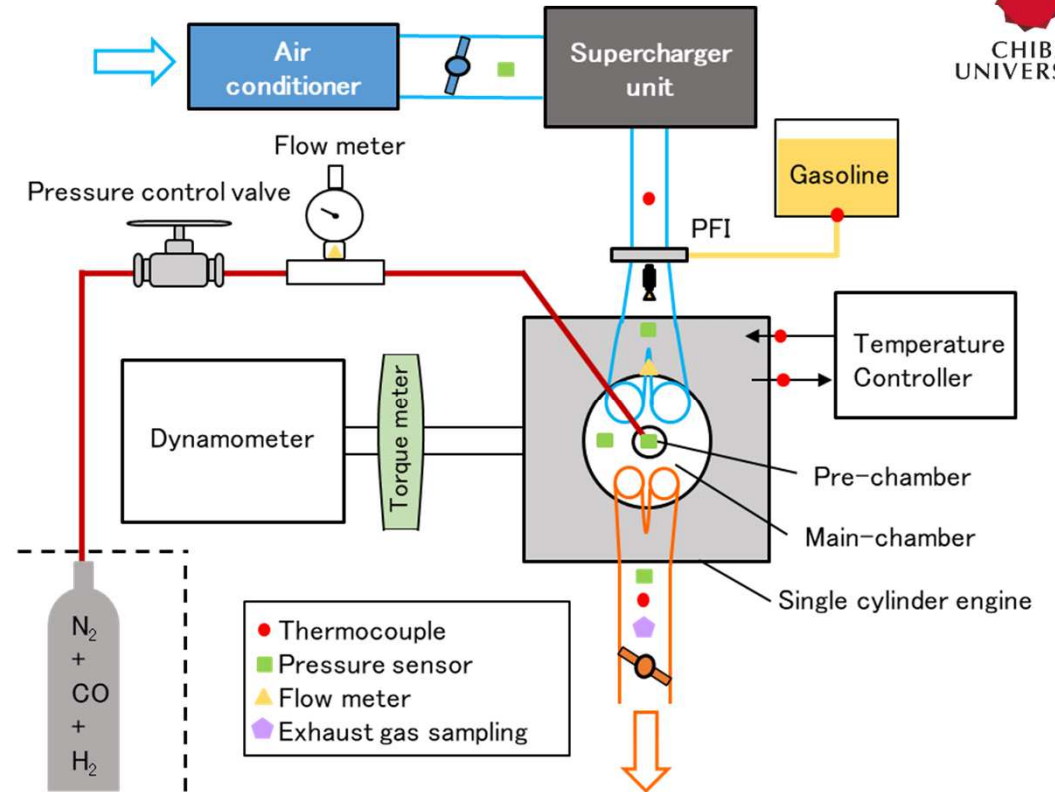 CHIB
UNIVERS
Air
conditioner
Supercharger
unit
Flow meter
Pressure control valve
Gasoline
PFI
Temperature
Controller
Dynamometer
Torque meter
Pre-chamber
Main-chamber
Single cylinder engine
N₂
+
CO
+
H₂
Thermocouple
Pressure sensor
Flow meter
Exhaust gas sampling